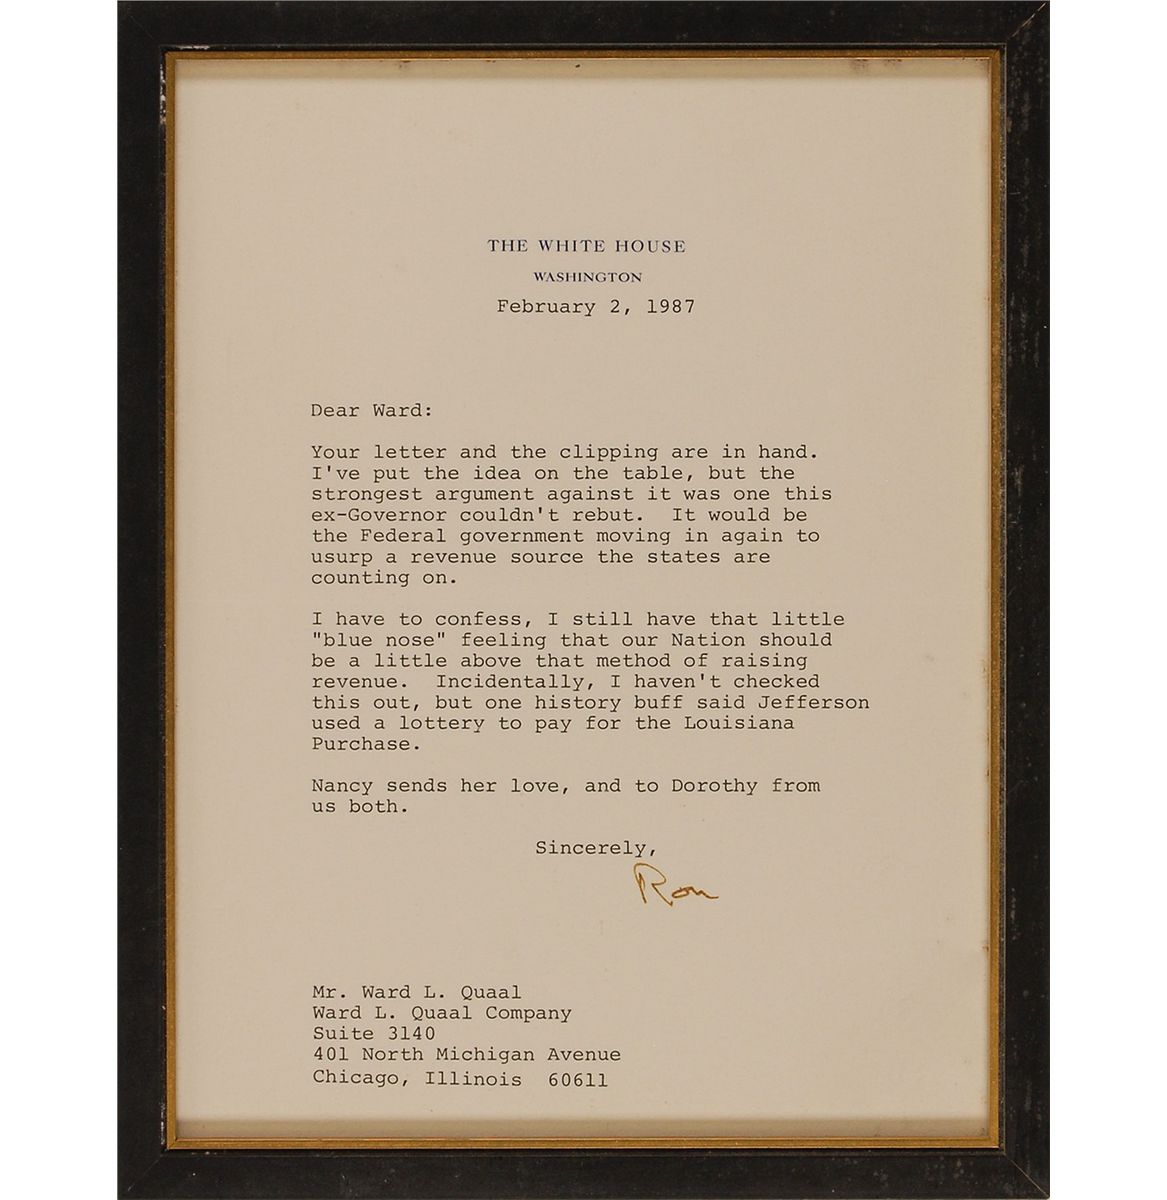 THE WHITE HOUSE
WASHINGTON
February 2, 1987
Dear Ward:
Your letter and the clipping are in hand.
I've put the idea on the table, but the
strongest argument against it was one this
ex-Governor couldn't rebut.  It would be
the Federal government moving in again to
usurp a revenue source the states are
counting on.
I have to confess, I still have that little
"blue nose" feeling that our Nation should
be a little above that method of raising
revenue.  Incidentally, I haven't checked
this out, but one history buff said Jefferson
used a lottery to pay for the Louisiana
Purchase.
Nancy sends her love, and to Dorothy from
us both.
Sincerely,
Ron
Mr. Ward L. Quaal
Ward L. Quaal Company
Suite 3140
401 North Michigan Avenue
Chicago, Illinois  60611